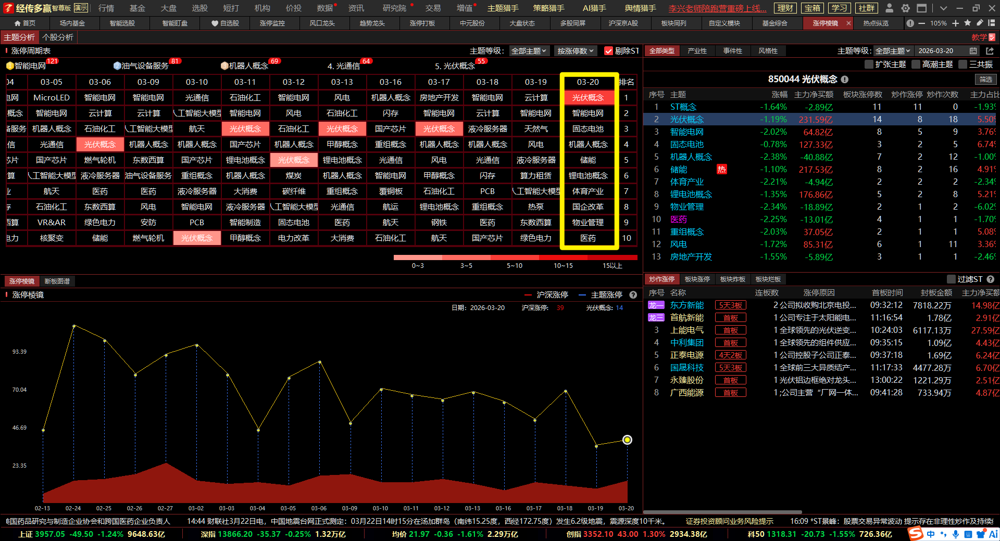 经传多赢 智尊版 演示 行情 基金 大盘 选股 短打 机构 价投 数据 资讯 研究院 交易 增值 主题猎手 策略猎手 AI猎手 舆情猎手 李兴老师陪跑营重磅上线... 理财 宝箱 学习 社群
首页 场内基金 智能选股 智能盯盘 自选股 涨停监控 风口龙头 趋势龙头 涨停打板 中元股份 大盘状态 多股同屏 沪深京A股 板块同列 自定义模块 基金综合 涨停棱镜 热点纵览 105%
主题分析 个股分析 教学
涨停周期表 主题等级： 全部主题 按涨停数 剔除ST
智能电网 121 油气设备服务 81 机器人概念 69 4. 光通信 64 5. 光伏概念 55
04 03-05 03-06 03-09 03-10 03-11 03-12 03-13 03-16 03-17 03-18 03-19 03-20 排名
电网 MicroLED 智能电网 智能电网 光通信 石油化工 智能电网 风电 机器人概念 房地产开发 智能电网 云计算 光伏概念 1
概念 智能电网 云计算 云计算 人工智能大模型 智能电网 风电 石油化工 闪存 智能电网 云计算 智能电网 智能电网 2
备服务 机器人概念 石油化工 人工智能大模型 航天 光伏概念 石油化工 光伏概念 国产芯片 光伏概念 液冷服务器 天然气 固态电池 3
信 光通信 光伏概念 机器人概念 机器人概念 国产芯片 机器人概念 甲醇概念 重组概念 机器人概念 机器人概念 风电 机器人概念 4
芯片 国产芯片 燃气轮机 东数西算 国产芯片 锂电池概念 光伏概念 锂电池概念 光通信 风电 光通信 液冷服务器 储能 5
算 人工智能大模型 液冷服务器 油气设备服务 重组概念 机器人概念 煤炭 机器人概念 智能电网 甲醇概念 闪存 算力租赁 锂电池概念 6
业 航天 医药 医药 液冷服务器 大消费 碳纤维 重组概念 覆铜板 石油化工 PCB 人工智能大模型 体育产业 7
存 石油化工 东数西算 风电 智能电网 液冷服务器 人工智能大模型 光通信 航运 锂电池概念 重组概念 热泵 国企改革 8
西算 VR&AR 绿色电力 安防 PCB 智能制造 固态电池 医药 航天 钢铁 医药 东数西算 物业管理 9
电力 核聚变 储能 燃气轮机 光伏概念 甲醇概念 电力改革 大消费 石油化工 航天 国产芯片 绿色电力 医药 10
0~3 3~5 5~10 10~15 15以上
涨停棱镜 断板图谱
涨停棱镜 沪深涨停 主题涨停
日期： 2026-03-20 沪深涨停: 39 光伏概念: 14
93.39
70.04
46.69
23.35
02-13 02-24 02-25 02-26 02-27 03-02 03-03 03-04 03-05 03-06 03-09 03-10 03-11 03-12 03-13 03-16 03-17 03-18 03-19 03-20
全部类型 产业性 事件性 风格性 主题等级： 全部主题 2026-03-20
扩张主题 高潮主题 三共振
850044 光伏概念 筛选
序号 主题 涨幅 主力净买额 板块涨停数 炒作涨停 炒作次数 主力占比
1 ST概念 -1.64% -2.89亿 11 11 0 -1.93%
2 光伏概念 -1.19% 231.59亿 14 8 18 5.50%
3 智能电网 -2.02% 64.82亿 8 5 9 3.76%
4 固态电池 -0.78% 127.33亿 3 2 5 6.74%
5 机器人概念 -2.38% -40.88亿 7 2 12 -1.00%
6 储能 热 -1.10% 217.53亿 8 2 16 4.91%
7 体育产业 -2.21% -4.94亿 2 2 2 -2.34%
8 锂电池概念 -1.35% 176.86亿 5 2 8 5.21%
9 物业管理 -2.34% -18.89亿 2 1 2 -6.02%
10 医药 -2.25% -13.01亿 4 1 1 -1.70%
11 重组概念 -2.03% 37.05亿 2 1 1 5.08%
12 风电 -1.72% 85.31亿 6 1 11 3.36%
13 房地产开发 -1.55% -5.89亿 3 1 1 -2.46%
炒作涨停 板块涨停 板块炸板 板块烂板 过滤ST
序号 名称 连板数 涨停原因 首板时间 封板金额 主力净买额
龙一 东方新能 5天3板 2 公司拟收购北京电投... 09:32:12 7818.22万 14.98亿
龙三 首航新能 首板 1 公司专注于太阳能电... 11:16:54 1.78亿 2.91亿
3 上能电气 首板 1 全球领先的光伏逆变... 10:24:03 6117.13万 27.59亿
4 中利集团 首板 1 全球领先的组件供应... 09:35:15 1.09亿 4.43亿
5 正泰电源 4天2板 1 公司控股子公司正泰... 09:37:18 1.69亿 6.24亿
6 国晟科技 5天3板 1 全球前三大异质结产... 11:17:33 4477.28万 6.70亿
7 永臻股份 首板 1 光伏铝边框绝对龙头... 13:00:22 1221.29万 2.51亿
8 广西能源 首板 1 ;公司主营“厂网一体... 09:41:28 733.94万 4.87亿
美国药品研究与制造企业协会和跨国医药企业负责人 14:44 财联社3月22日电，中国地震台网正式测定：03月22日14时15分在汤加群岛（南纬15.25度，西经172.75度）发生6.2级地震，震源深度10千米。 证券投资顾问业务风险提示 16:09 *ST景峰：股票交易异常波动 提示存在非理性炒作及持续
上证 3957.05 -49.50 -1.24% 9648.63亿 深指 13866.20 -35.37 -0.25% 1.32万亿 均价 21.97 -0.36 -1.61% 2.29万亿 创指 3352.10 43.00 1.30% 2934.38亿 科50 1318.31 -20.73 -1.55% 726.36亿 中 Ai